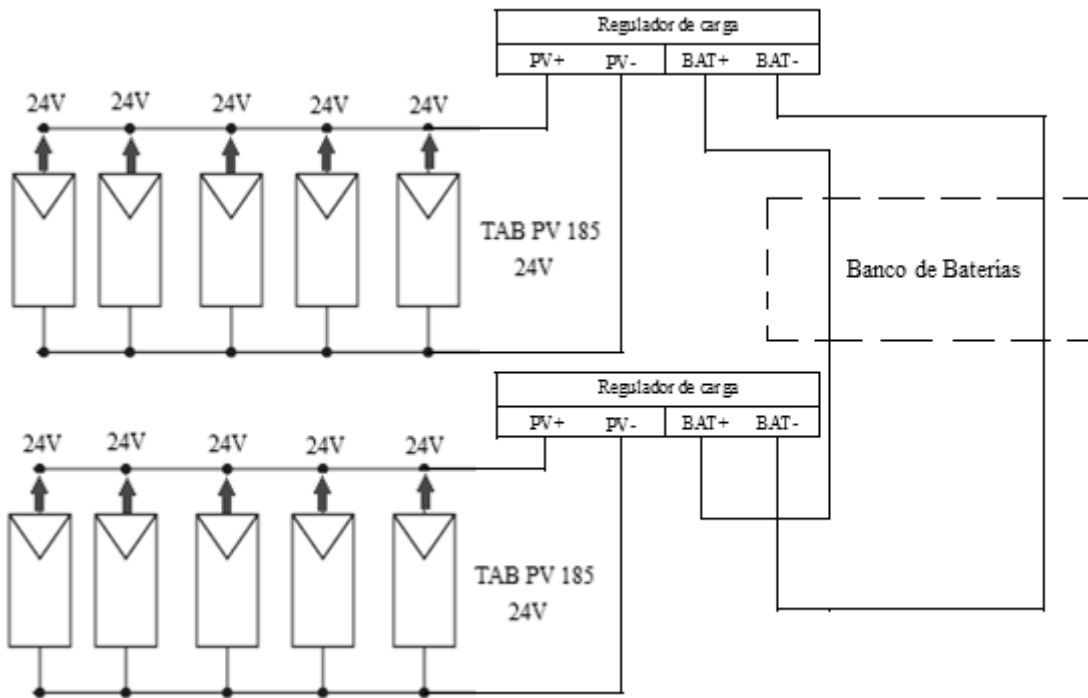 Regulador de carga
PV+ PV- BAT+ BAT-
24V 24V 24V 24V 24V
TAB PV 185
24V
Banco de Baterías
Regulador de carga
PV+ PV- BAT+ BAT-
24V 24V 24V 24V 24V
TAB PV 185
24V